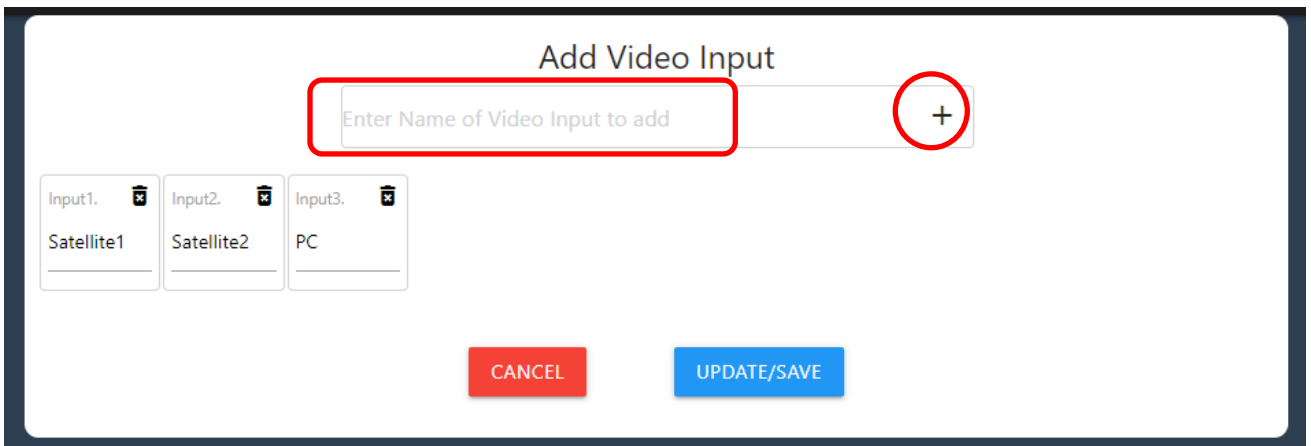 Add Video Input
Enter Name of Video Input to add +
Input1. Input2. Input3.
Satellite1 Satellite2 PC
CANCEL UPDATE/SAVE